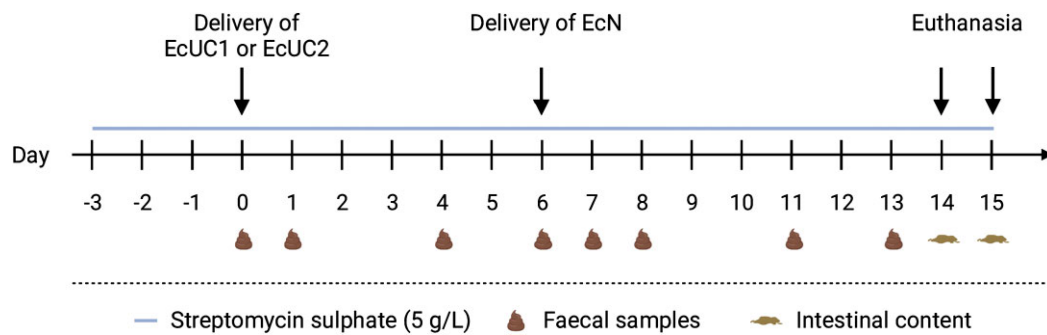 Delivery of
EcUC1 or EcUC2
Delivery of EcN
Euthanasia
Day
-3 -2 -1 0 1 2 3 4 5 6 7 8 9 10 11 12 13 14 15
Streptomycin sulphate (5 g/L) Faecal samples Intestinal content